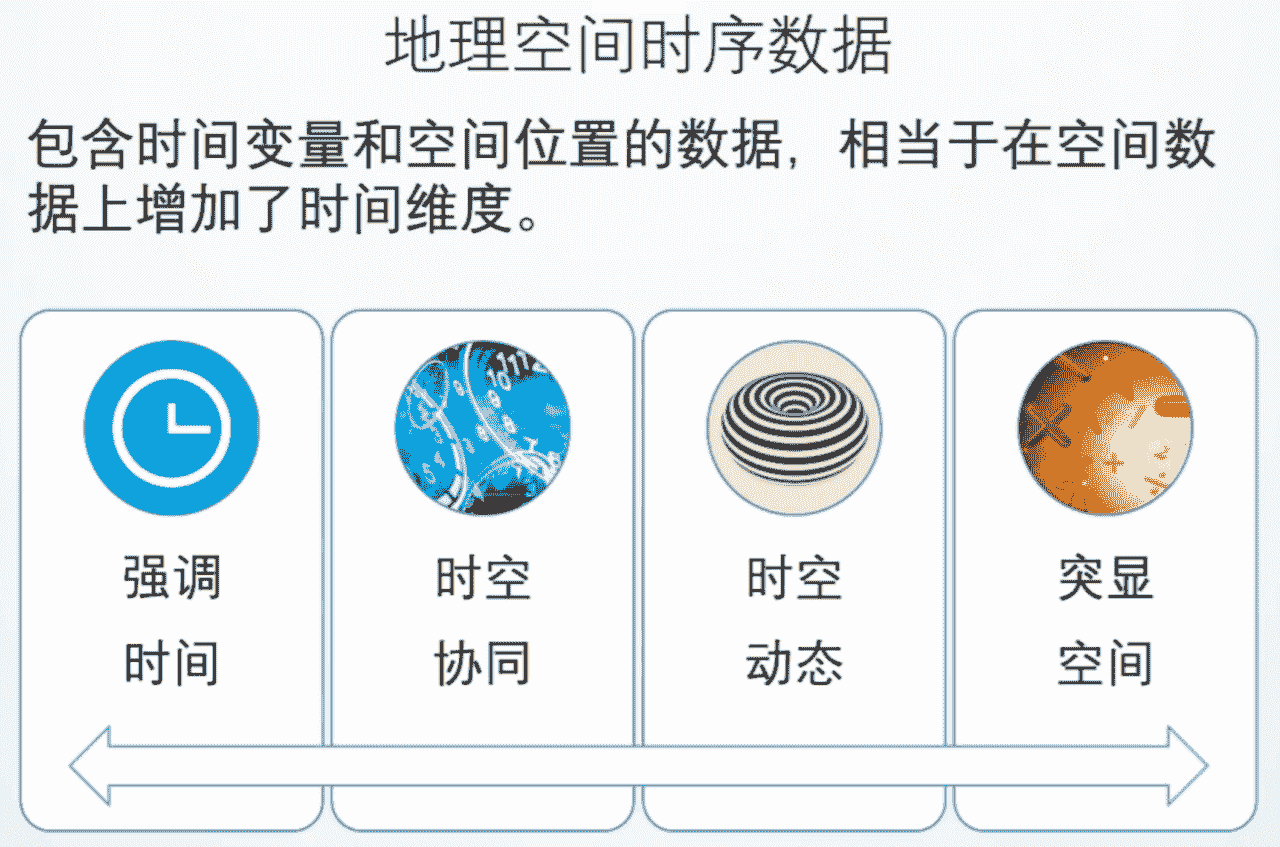 地理空间时序数据
包含时间变量和空间位置的数据，相当于在空间数
据上增加了时间维度。
强调
时间
时空
协同
时空
动态
突显
空间